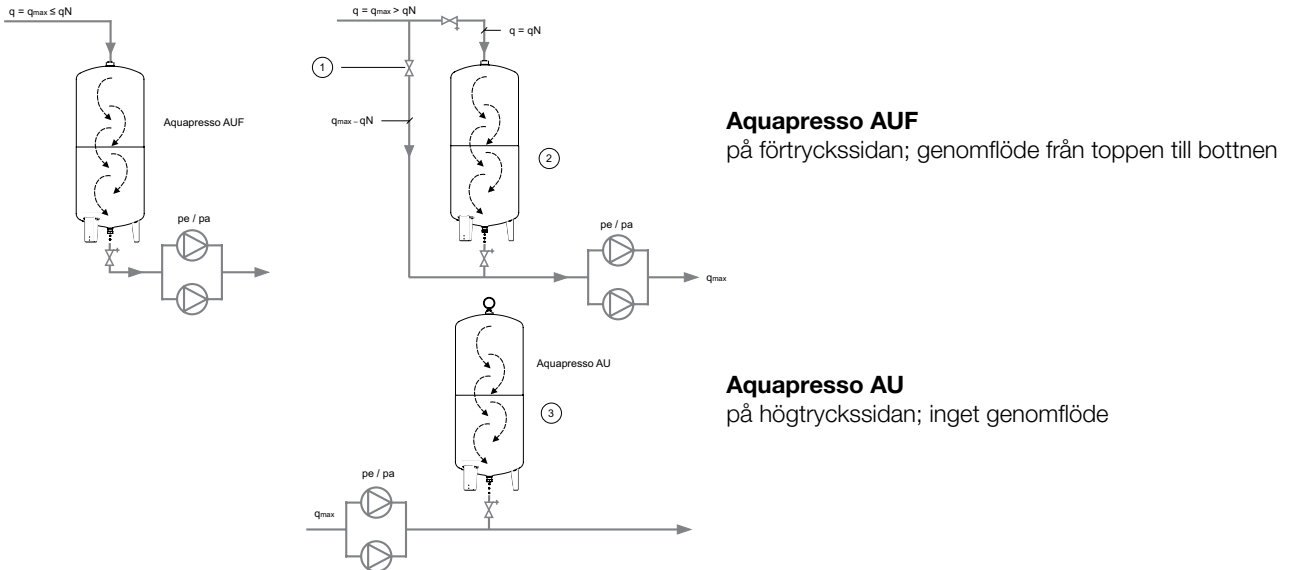 q = qmax ≤ qN
Aquapresso AUF
pe / pa
q = qmax > qN
q = qN
1
qmax – qN
2
pe / pa
qmax
Aquapresso AUF
på förtryckssidan; genomflöde från toppen till bottnen
Aquapresso AU
3
pe / pa
qmax
Aquapresso AU
på högtryckssidan; inget genomflöde